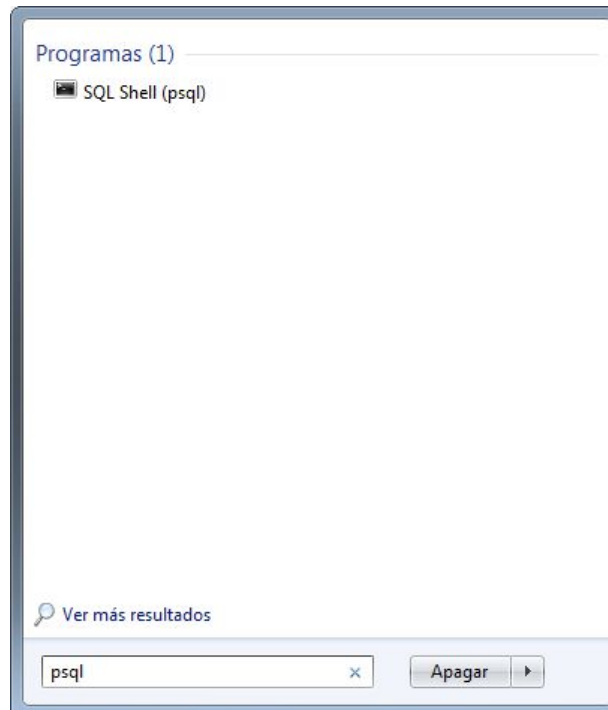 Programas (1)
SQL Shell (psql)
Ver más resultados
psql
Apagar